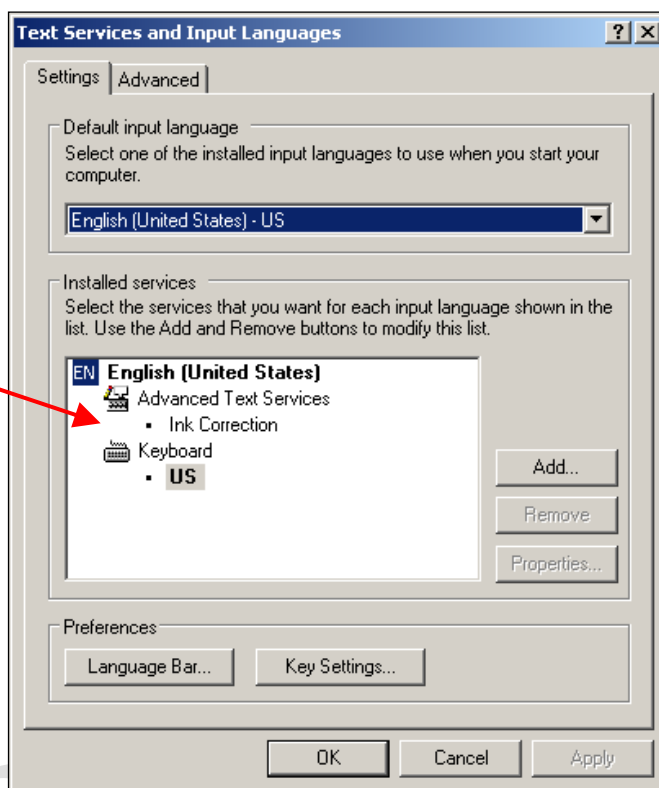 Text Services and Input Languages
Settings
Advanced
Default input language
Select one of the installed input languages to use when you start your
computer.
English (United States) - US
Installed services
Select the services that you want for each input language shown in the
list. Use the Add and Remove buttons to modify this list.
EN English (United States)
Advanced Text Services
Ink Correction
Keyboard
US
Add...
Remove
Properties...
Preferences
Language Bar...
Key Settings...
OK
Cancel
Apply